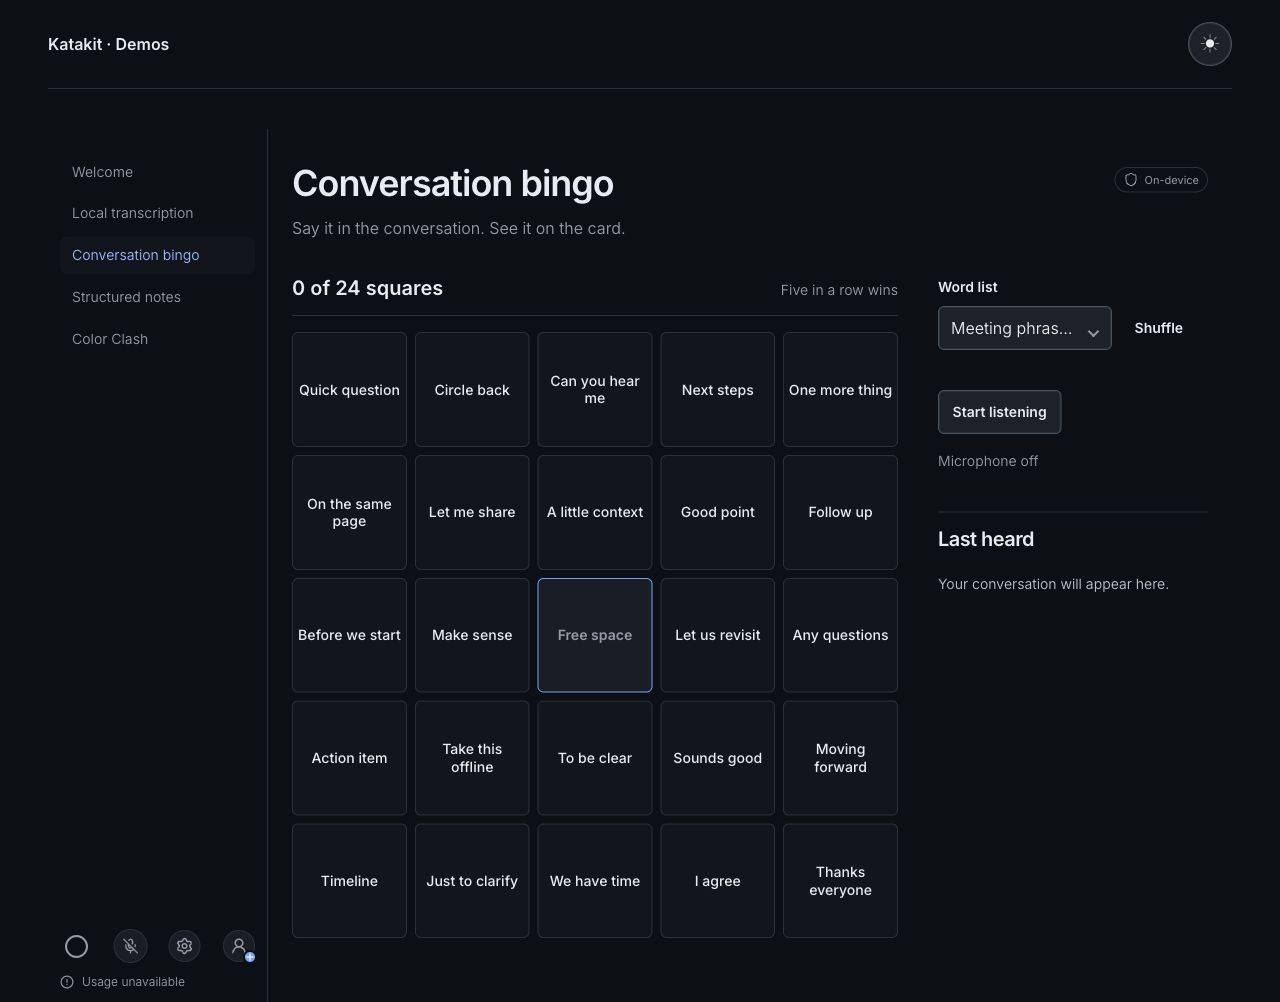 Katakit · Demos
Welcome
Local transcription
Conversation bingo
Structured notes
Color Clash
Conversation bingo
On-device
Say it in the conversation. See it on the card.
0 of 24 squares
Five in a row wins
Quick question
Circle back
Can you hear
me
Next steps
One more thing
On the same
page
Let me share
A little context
Good point
Follow up
Before we start
Make sense
Free space
Let us revisit
Any questions
Action item
Take this
offline
To be clear
Sounds good
Moving
forward
Timeline
Just to clarify
We have time
I agree
Thanks
everyone
Word list
Meeting phras...
Shuffle
Start listening
Microphone off
Last heard
Your conversation will appear here.
Usage unavailable